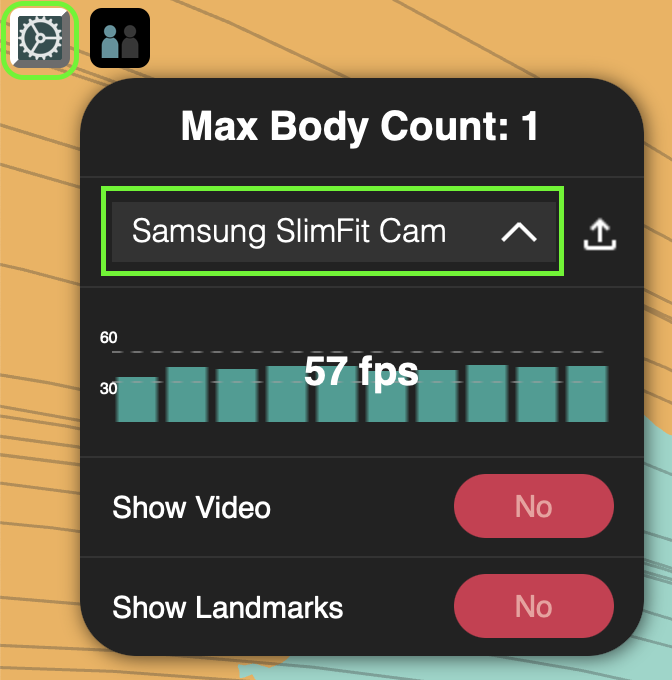 Max Body Count: 1
Samsung SlimFit Cam
60
57 fps
30
Show Video
No
Show Landmarks
No